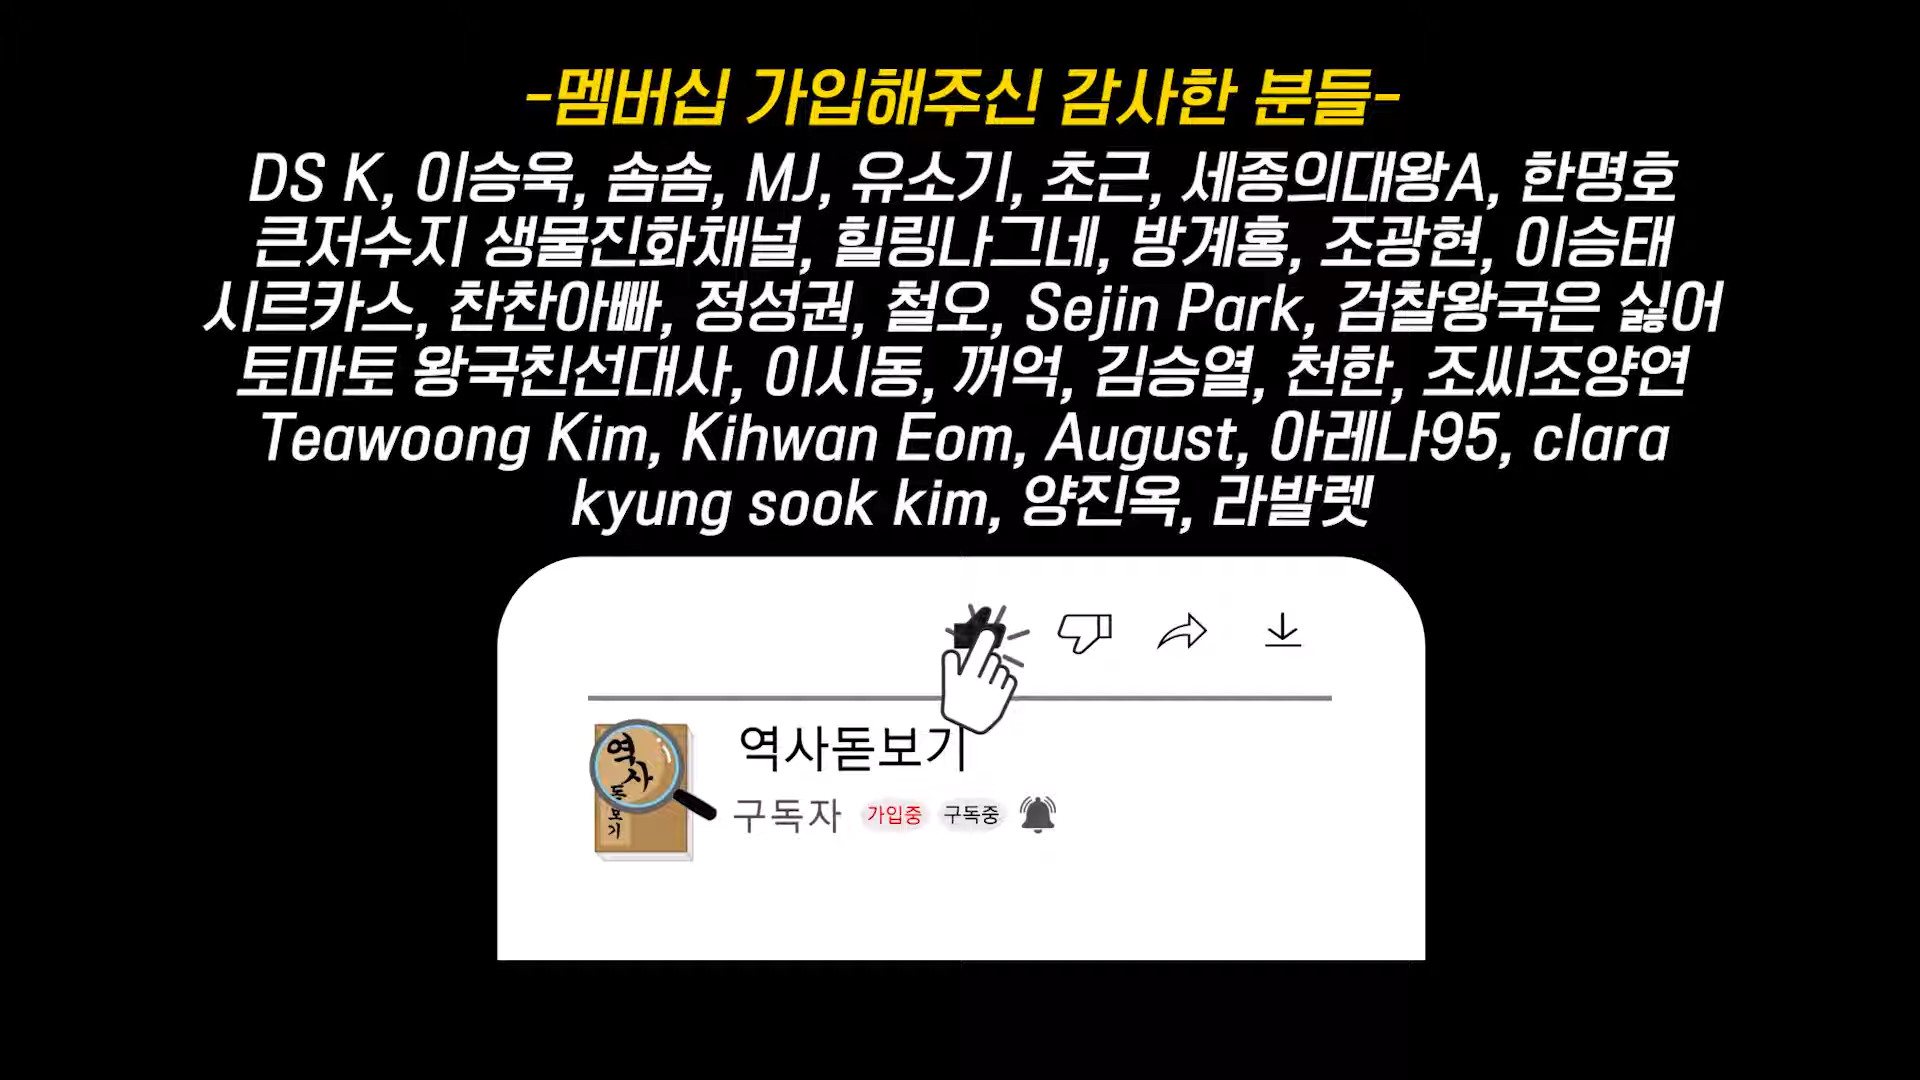 -멤버십 가입해주신 감사한 분들-
DS K, 이승욱, 솜솜, MJ, 유소기, 초근, 세종의대왕A, 한명호
큰저수지 생물진화채널, 힐링나그네, 방계홍, 조광현, 이승태
시르카스, 찬찬아빠, 정성권, 철오, Sejin Park, 검찰왕국은 싫어
토마토 왕국친선대사, 이시동, 꺼억, 김승열, 천한, 조씨조양연
Teawoong Kim, Kihwan Eom, August, 아레나95, clara
kyung sook kim, 양진옥, 라발렛
역사돋보기
역사
돋보기
구독자 가입중 구독중